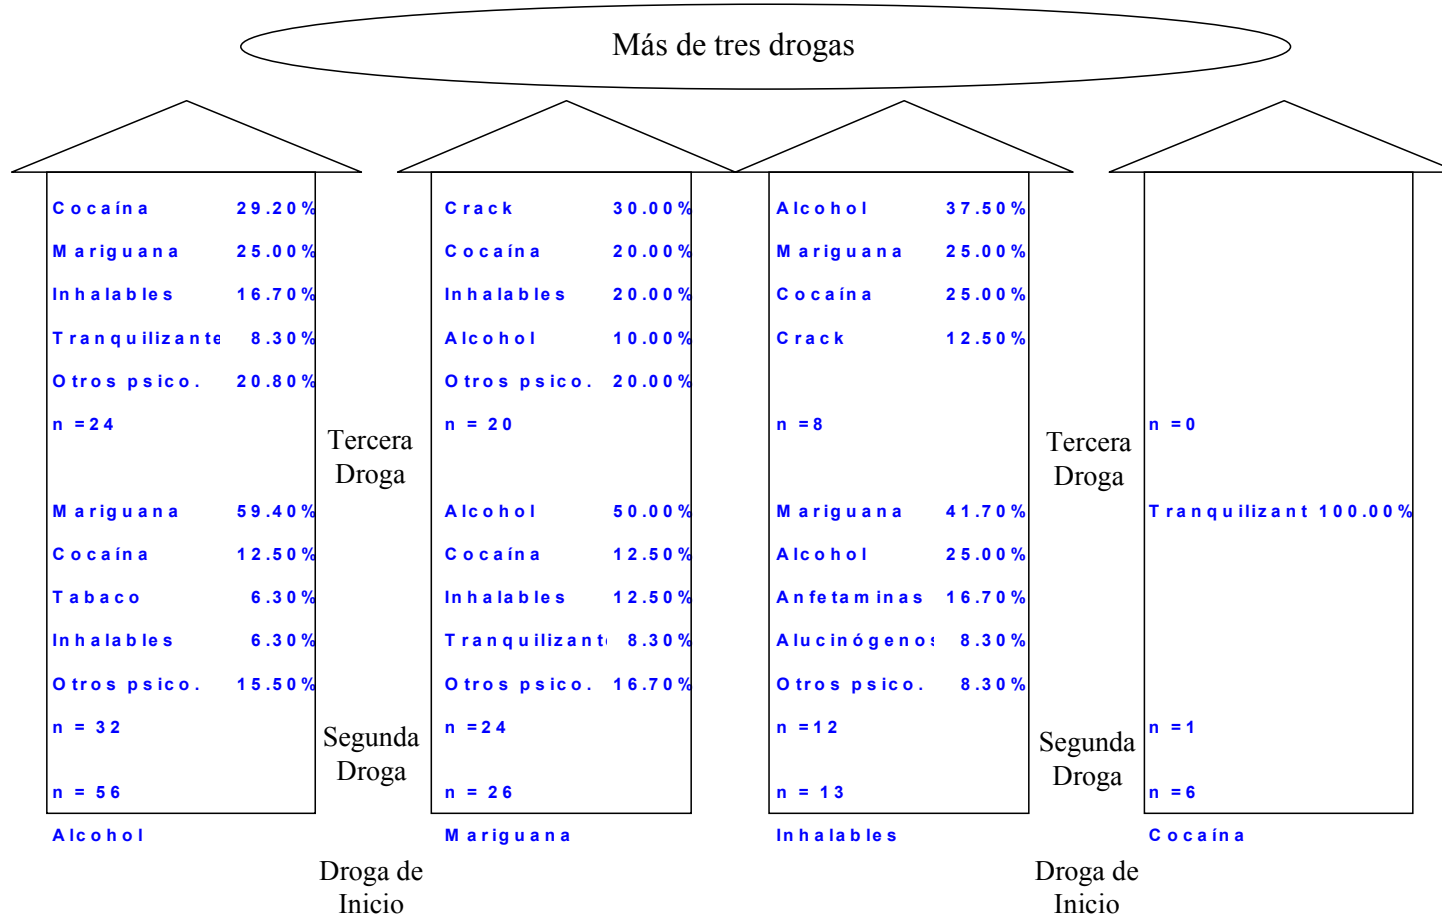 Más de tres drogas
Cocaína 29.20%
Mariguana 25.00%
Inhalables 16.70%
Tranquilizante 8.30%
Otros psico. 20.80%
n =24
Mariguana 59.40%
Cocaína 12.50%
Tabaco 6.30%
Inhalables 6.30%
Otros psico. 15.50%
n = 32
n = 56
Alcohol
Tercera
Droga
Segunda
Droga
Droga de
Inicio
Crack 30.00%
Cocaína 20.00%
Inhalables 20.00%
Alcohol 10.00%
Otros psico. 20.00%
n = 20
Alcohol 50.00%
Cocaína 12.50%
Inhalables 12.50%
Tranquilizant 8.30%
Otros psico. 16.70%
n =24
n = 26
Mariguana
Alcohol 37.50%
Mariguana 25.00%
Cocaína 25.00%
Crack 12.50%
n =8
Mariguana 41.70%
Alcohol 25.00%
Anfetaminas 16.70%
Alucinógenos 8.30%
Otros psico. 8.30%
n =12
n = 13
Inhalables
Tercera
Droga
Segunda
Droga
Droga de
Inicio
n =0
Tranquilizant 100.00%
n =1
n =6
Cocaína